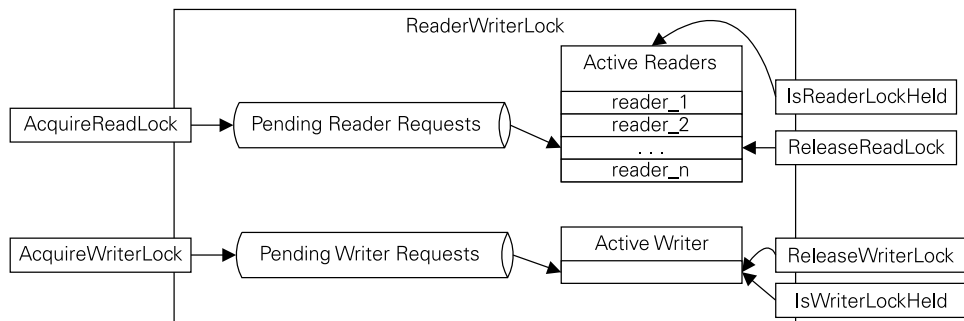 ReaderWriterLock
Active Readers
IsReaderLockHeld
reader_1
AcquireReadLock
Pending Reader Requests
reader_2
. . .
ReleaseReadLock
reader_n
AcquireWriterLock
Pending Writer Requests
Active Writer
ReleaseWriterLock
IsWriterLockHeld